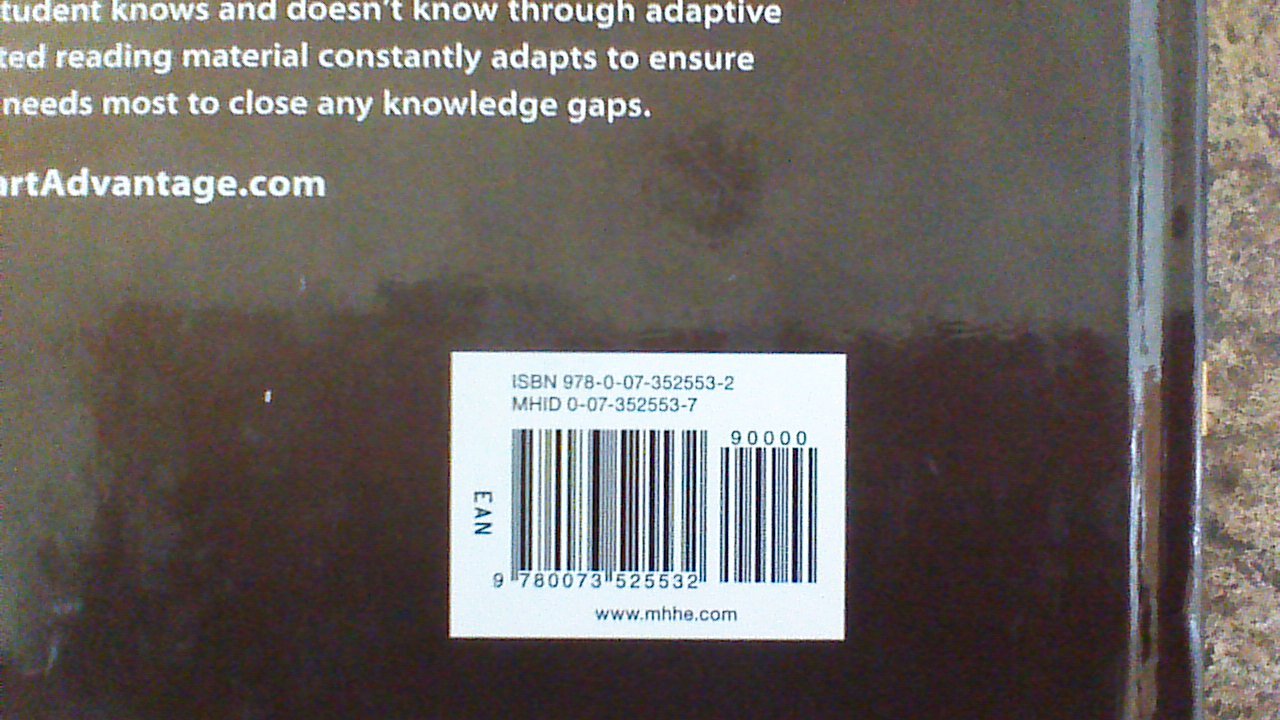 tudent knows and doesn't know through adaptive
ted reading material constantly adapts to ensure
needs most to close any knowledge gaps.
artAdvantage.com
ISBN 978-0-07-352553-2
MHID 0-07-352553-7
90000
EAN
9 780073 525532
www.mhhe.com